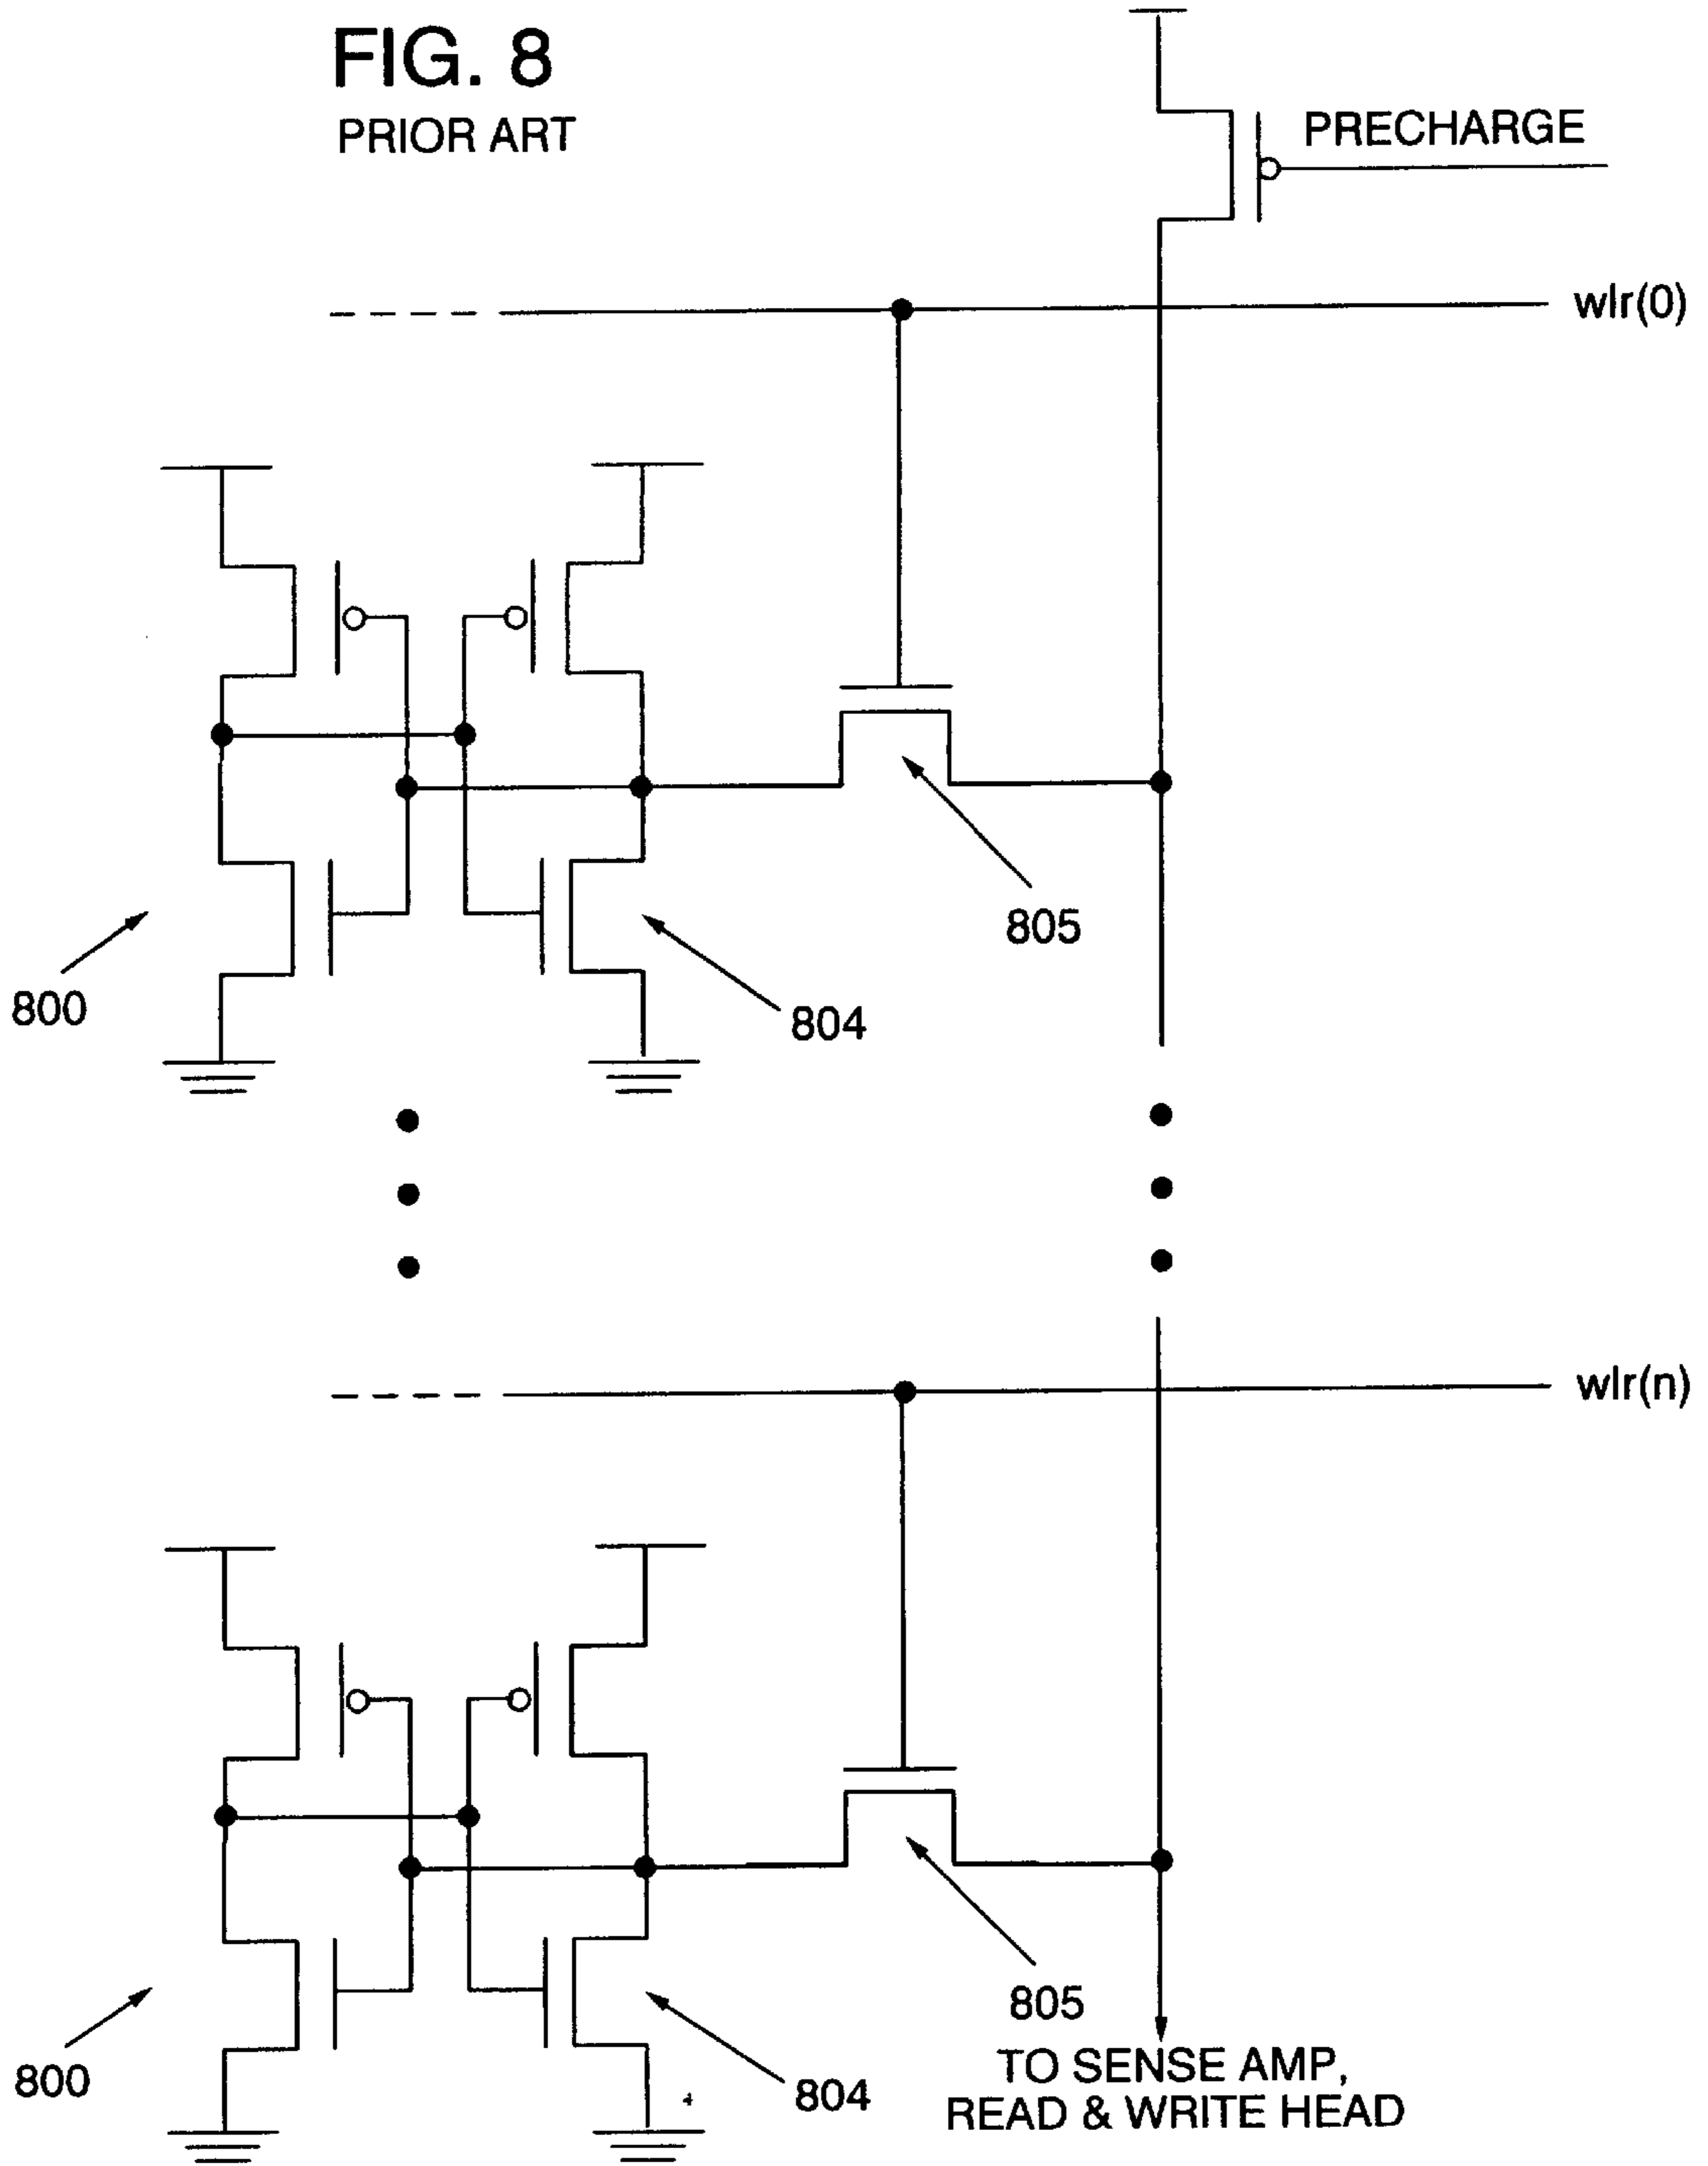 FIG. 8
PRIOR ART
PRECHARGE
wlr(0)
805
800
804
wlr(n)
805
800
804
TO SENSE AMP,
READ & WRITE HEAD